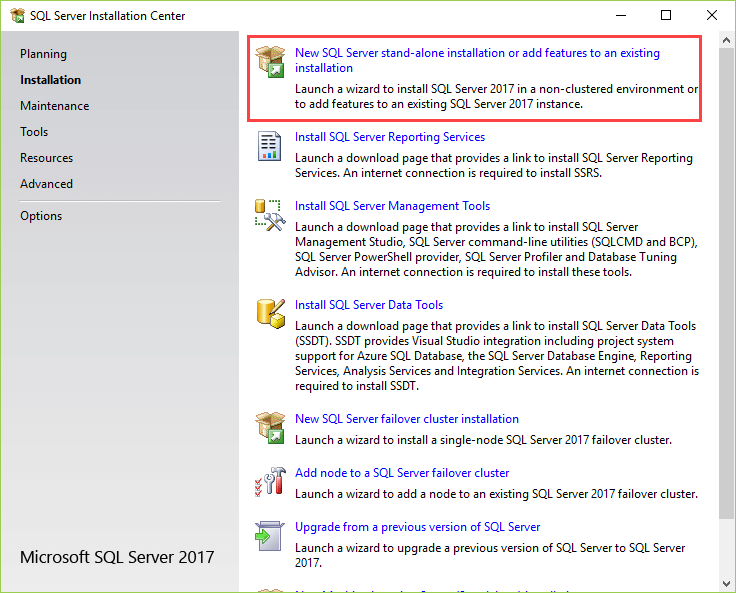 SQL Server Installation Center
Planning
Installation
Maintenance
Tools
Resources
Advanced
Options
Microsoft SQL Server 2017
New SQL Server stand-alone installation or add features to an existing
installation
Launch a wizard to install SQL Server 2017 in a non-clustered environment or
to add features to an existing SQL Server 2017 instance.
Install SQL Server Reporting Services
Launch a download page that provides a link to install SQL Server Reporting
Services. An internet connection is required to install SSRS.
Install SQL Server Management Tools
Launch a download page that provides a link to install SQL Server
Management Studio, SQL Server command-line utilities (SQLCMD and BCP),
SQL Server PowerShell provider, SQL Server Profiler and Database Tuning
Advisor. An internet connection is required to install these tools.
Install SQL Server Data Tools
Launch a download page that provides a link to install SQL Server Data Tools
(SSDT). SSDT provides Visual Studio integration including project system
support for Azure SQL Database, the SQL Server Database Engine, Reporting
Services, Analysis Services and Integration Services. An internet connection is
required to install SSDT.
New SQL Server failover cluster installation
Launch a wizard to install a single-node SQL Server 2017 failover cluster.
Add node to a SQL Server failover cluster
Launch a wizard to add a node to an existing SQL Server 2017 failover cluster.
Upgrade from a previous version of SQL Server
Launch a wizard to upgrade a previous version of SQL Server to SQL Server
2017.